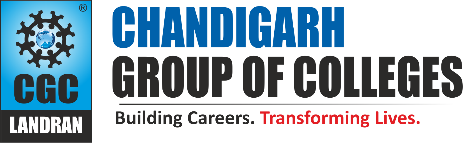 ®
CGC
LANDRAN
CHANDIGARH
GROUP OF COLLEGES
Building Careers. Transforming Lives.